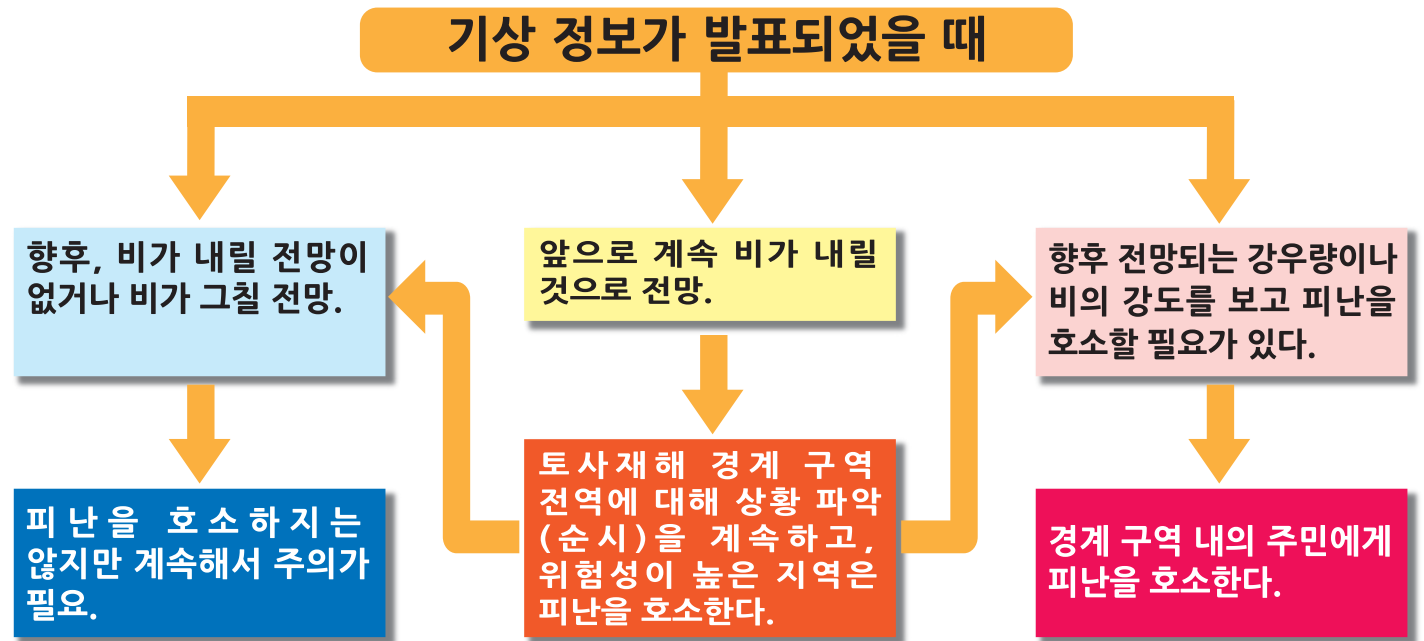 기상 정보가 발표되었을 때
향후, 비가 내릴 전망이
없거나 비가 그칠 전망.
앞으로 계속 비가 내릴
것으로 전망.
향후 전망되는 강우량이나
비의 강도를 보고 피난을
호소할 필요가 있다.
피난을 호소하지는
않지만 계속해서 주의가
필요.
토사재해 경계 구역
전역에 대해 상황 파악
(순시)을 계속하고,
위험성이 높은 지역은
피난을 호소한다.
경계 구역 내의 주민에게
피난을 호소한다.